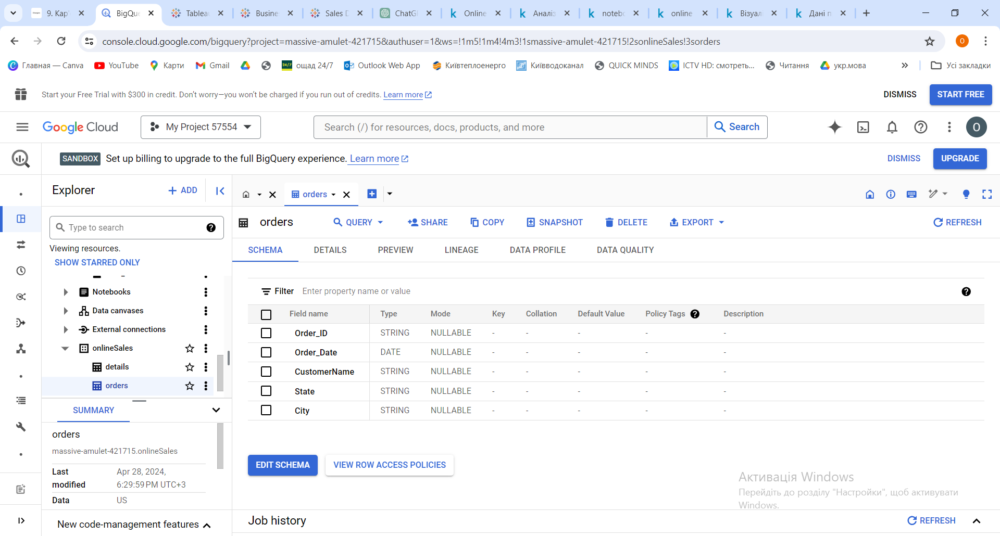 9. Кар'
BigQue
Tableau
Busines
Sales D
ChatGP
Online
Аналіз
notebo
online
Візуалі
Дані п
console.cloud.google.com/bigquery?project=massive-amulet-421715&authuser=1&ws=!1m5!1m4!4m3!1smassive-amulet-421715!2sonlineSales!3sorders
O
Главная — Canva
YouTube
Карти
Gmail
24/7
ощад 24/7
Outlook Web App
Київтеплоенерго
Київводоканал
QUICK MINDS
ICTV HD: смотреть...
Читання
укр.мова
Усі закладки
Start your Free Trial with $300 in credit. Don't worry—you won't be charged if you run out of credits. Learn more
DISMISS
START FREE
Google Cloud
My Project 57554
Search (/) for resources, docs, products, and more
Search
O
SANDBOX
Set up billing to upgrade to the full BigQuery experience. Learn more
DISMISS
UPGRADE
Explorer
+ ADD
orders
Type to search
Viewing resources.
SHOW STARRED ONLY
Notebooks
Data canvases
External connections
onlineSales
details
orders
SUMMARY
orders
massive-amulet-421715.onlineSales
Last modified
Apr 28, 2024, 6:29:59 PM UTC+3
Data
US
New code-management features
orders
QUERY
SHARE
COPY
SNAPSHOT
DELETE
EXPORT
REFRESH
SCHEMA
DETAILS
PREVIEW
LINEAGE
DATA PROFILE
DATA QUALITY
Filter Enter property name or value
Field name Type Mode Key Collation Default Value Policy Tags Description
Order_ID STRING NULLABLE - - - - -
Order_Date DATE NULLABLE - - - - -
CustomerName STRING NULLABLE - - - - -
State STRING NULLABLE - - - - -
City STRING NULLABLE - - - - -
EDIT SCHEMA
VIEW ROW ACCESS POLICIES
Активація Windows
Перейдіть до розділу "Настройки", щоб активувати
Windows.
Job history
REFRESH